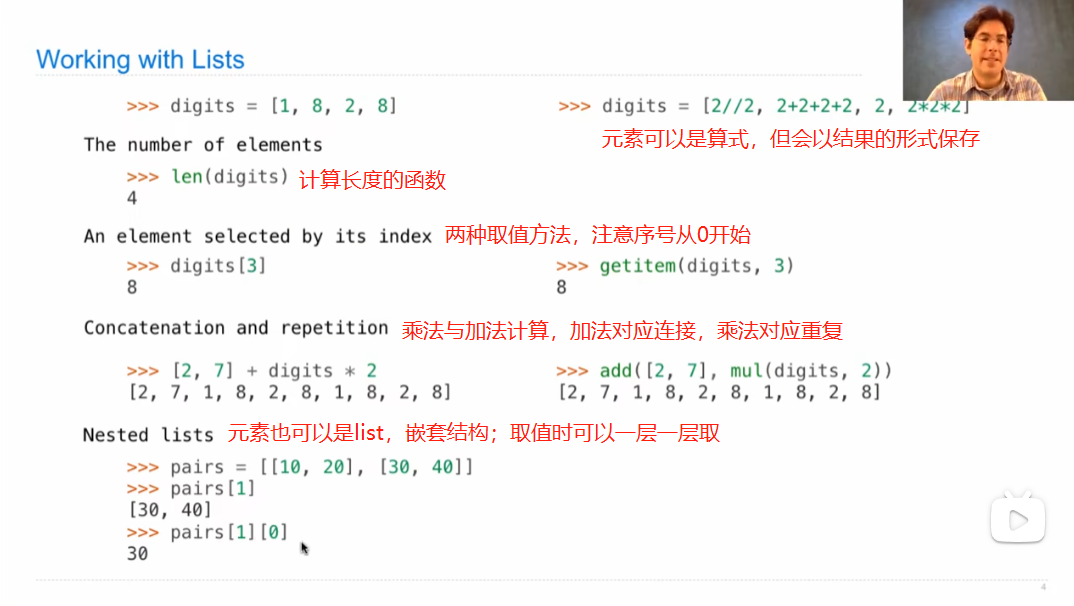 Working with Lists
>>> digits = [1, 8, 2, 8]
>>> digits = [2//2, 2+2+2+2, 2, 2*2*2]
元素可以是算式，但会以结果的形式保存
The number of elements
>>> len(digits) 计算长度的函数
4
An element selected by its index 两种取值方法，注意序号从0开始
>>> digits[3]
8
>>> getitem(digits, 3)
8
Concatenation and repetition 乘法与加法计算，加法对应连接，乘法对应重复
>>> [2, 7] + digits * 2
[2, 7, 1, 8, 2, 8, 1, 8, 2, 8]
>>> add([2, 7], mul(digits, 2))
[2, 7, 1, 8, 2, 8, 1, 8, 2, 8]
Nested lists 元素也可以是list，嵌套结构；取值时可以一层一层取
>>> pairs = [[10, 20], [30, 40]]
>>> pairs[1]
[30, 40]
>>> pairs[1][0]
30
4